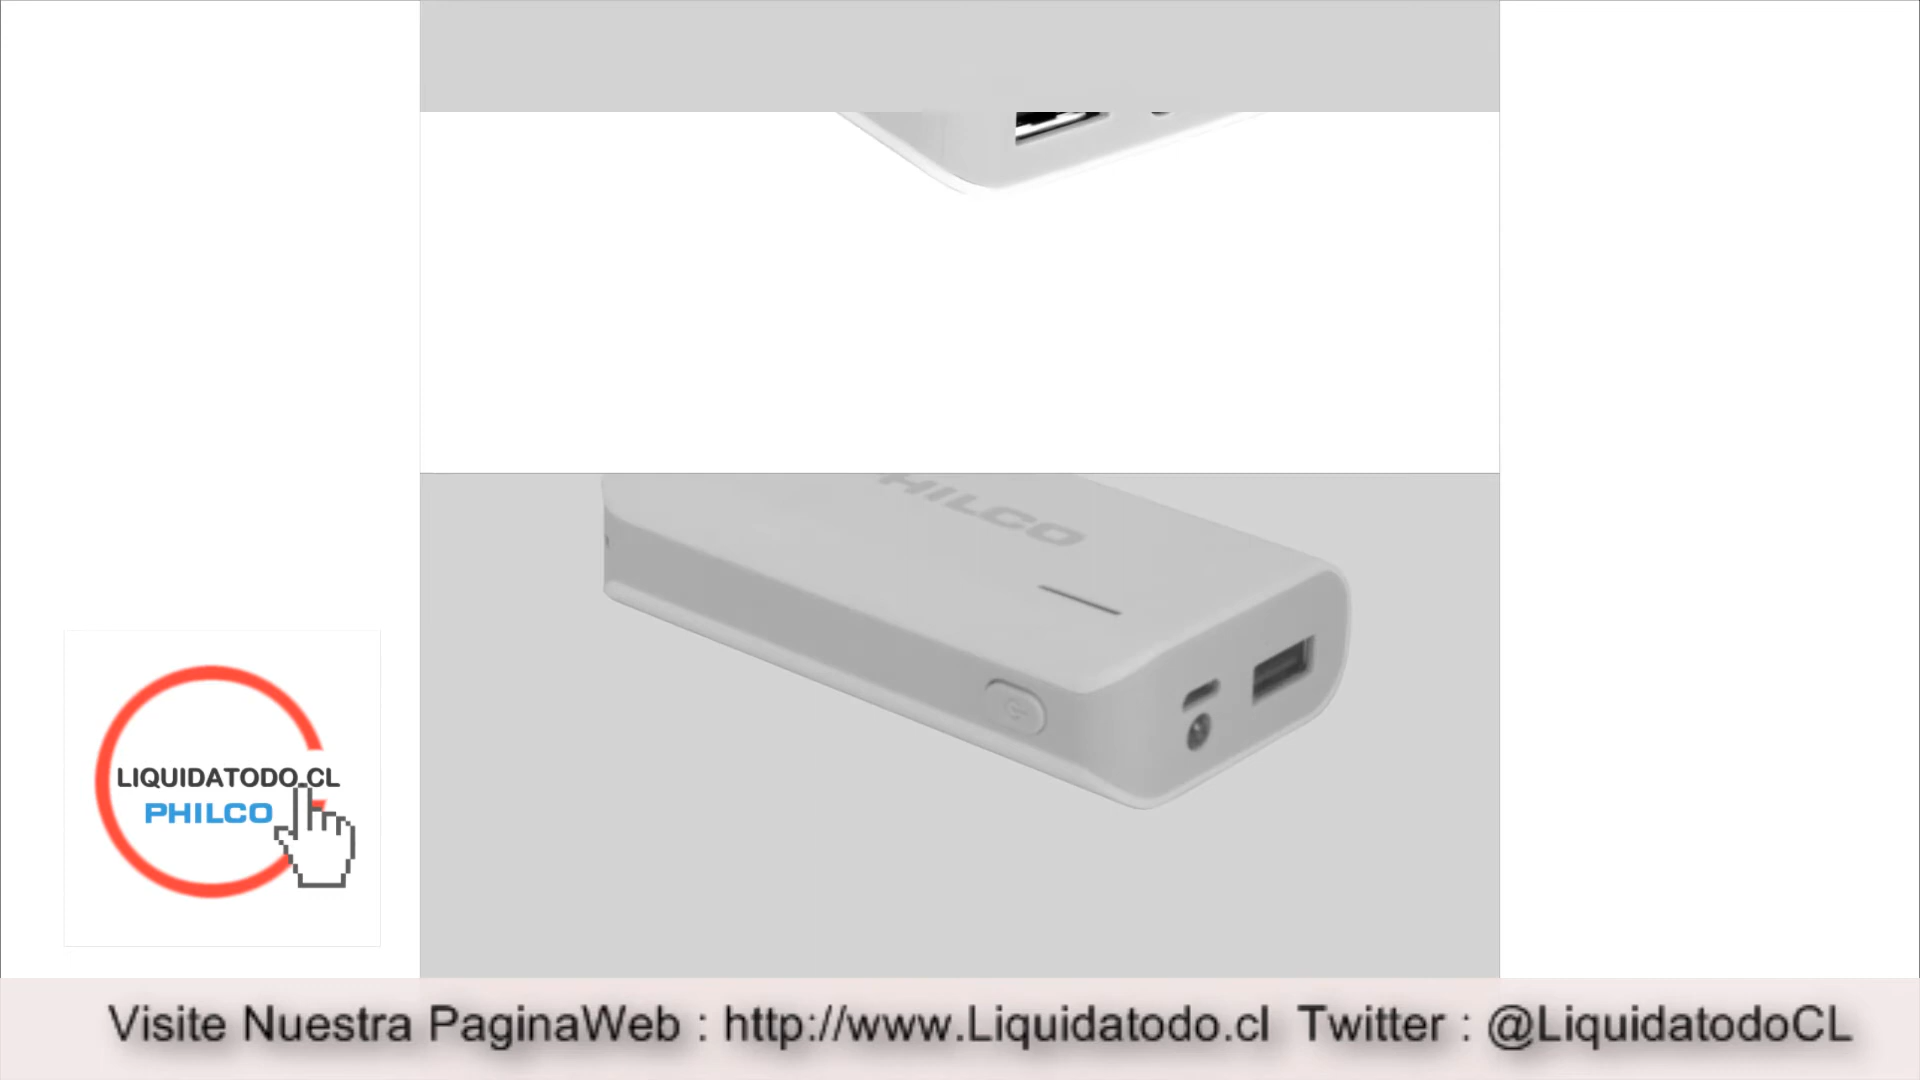 HILCO
LIQUIDATODO.CL
PHILCO
Visite Nuestra PaginaWeb : http://www.Liquidatodo.cl Twitter : @LiquidatodoCL